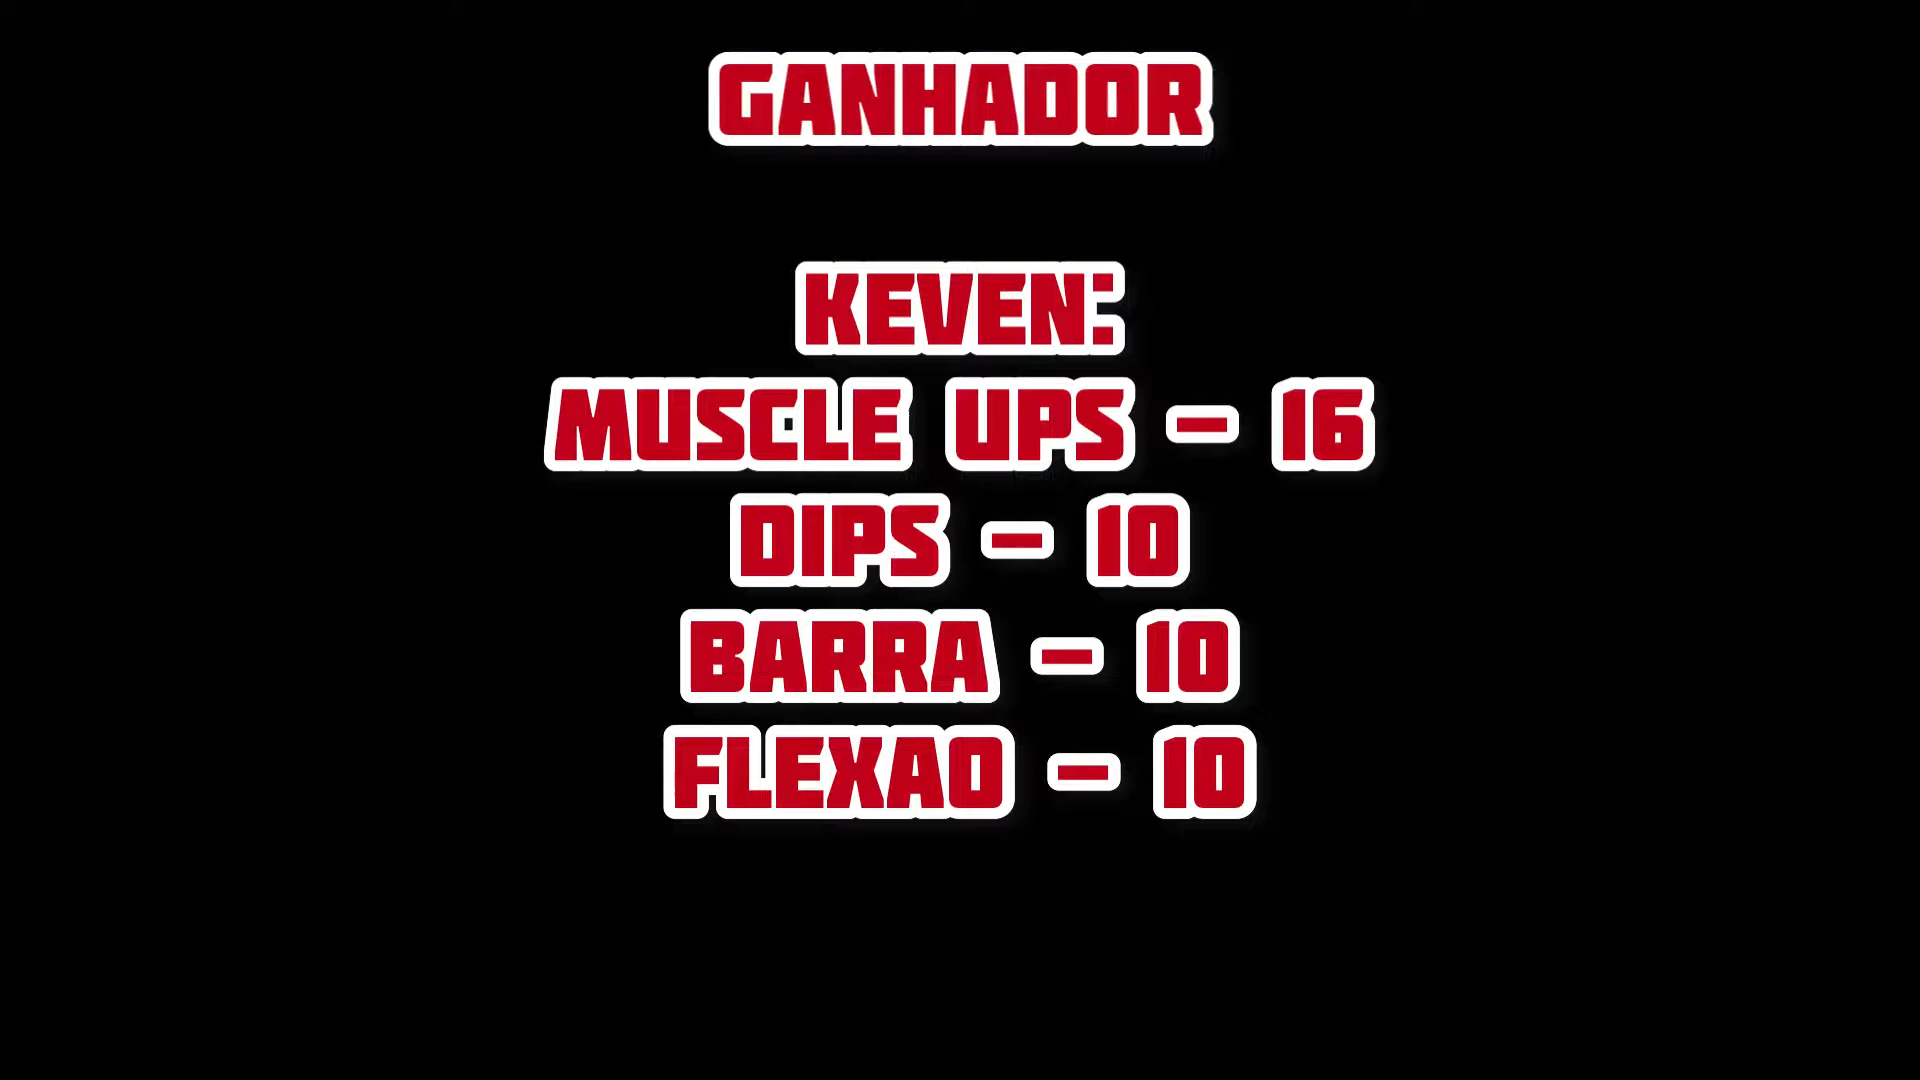 GANHADOR
KEVEN:
MUSCLE UPS - 16
DIPS - 10
BARRA - 10
FLEXAO - 10